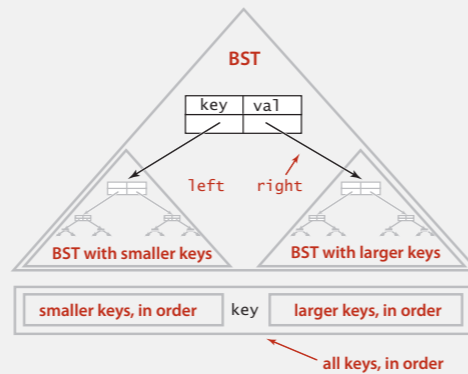 BST
key val
left right
BST with smaller keys BST with larger keys
smaller keys, in order key larger keys, in order
all keys, in order